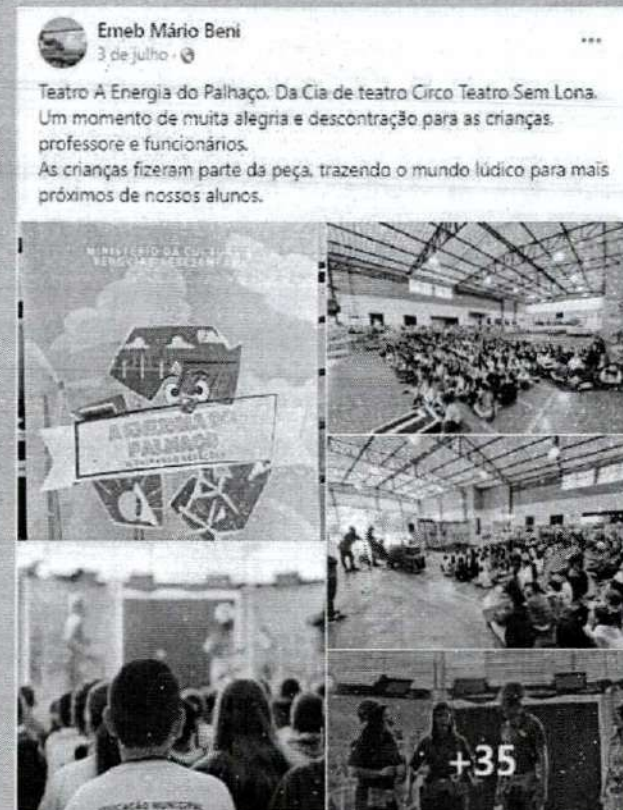 Emeb Mário Beni
3 de julho
Teatro A Energia do Palhaço. Da Cia de teatro Circo Teatro Sem Lona.
Um momento de muita alegria e descontração para as crianças,
professore e funcionários.
As crianças fizeram parte da peça, trazendo o mundo lúdico para mais
próximos de nossos alunos.
MINISTÉRIO DA CULTURA
A ENERGIA DO
PALHAÇO
EDUCAÇÃO MUNICIPAL
+35